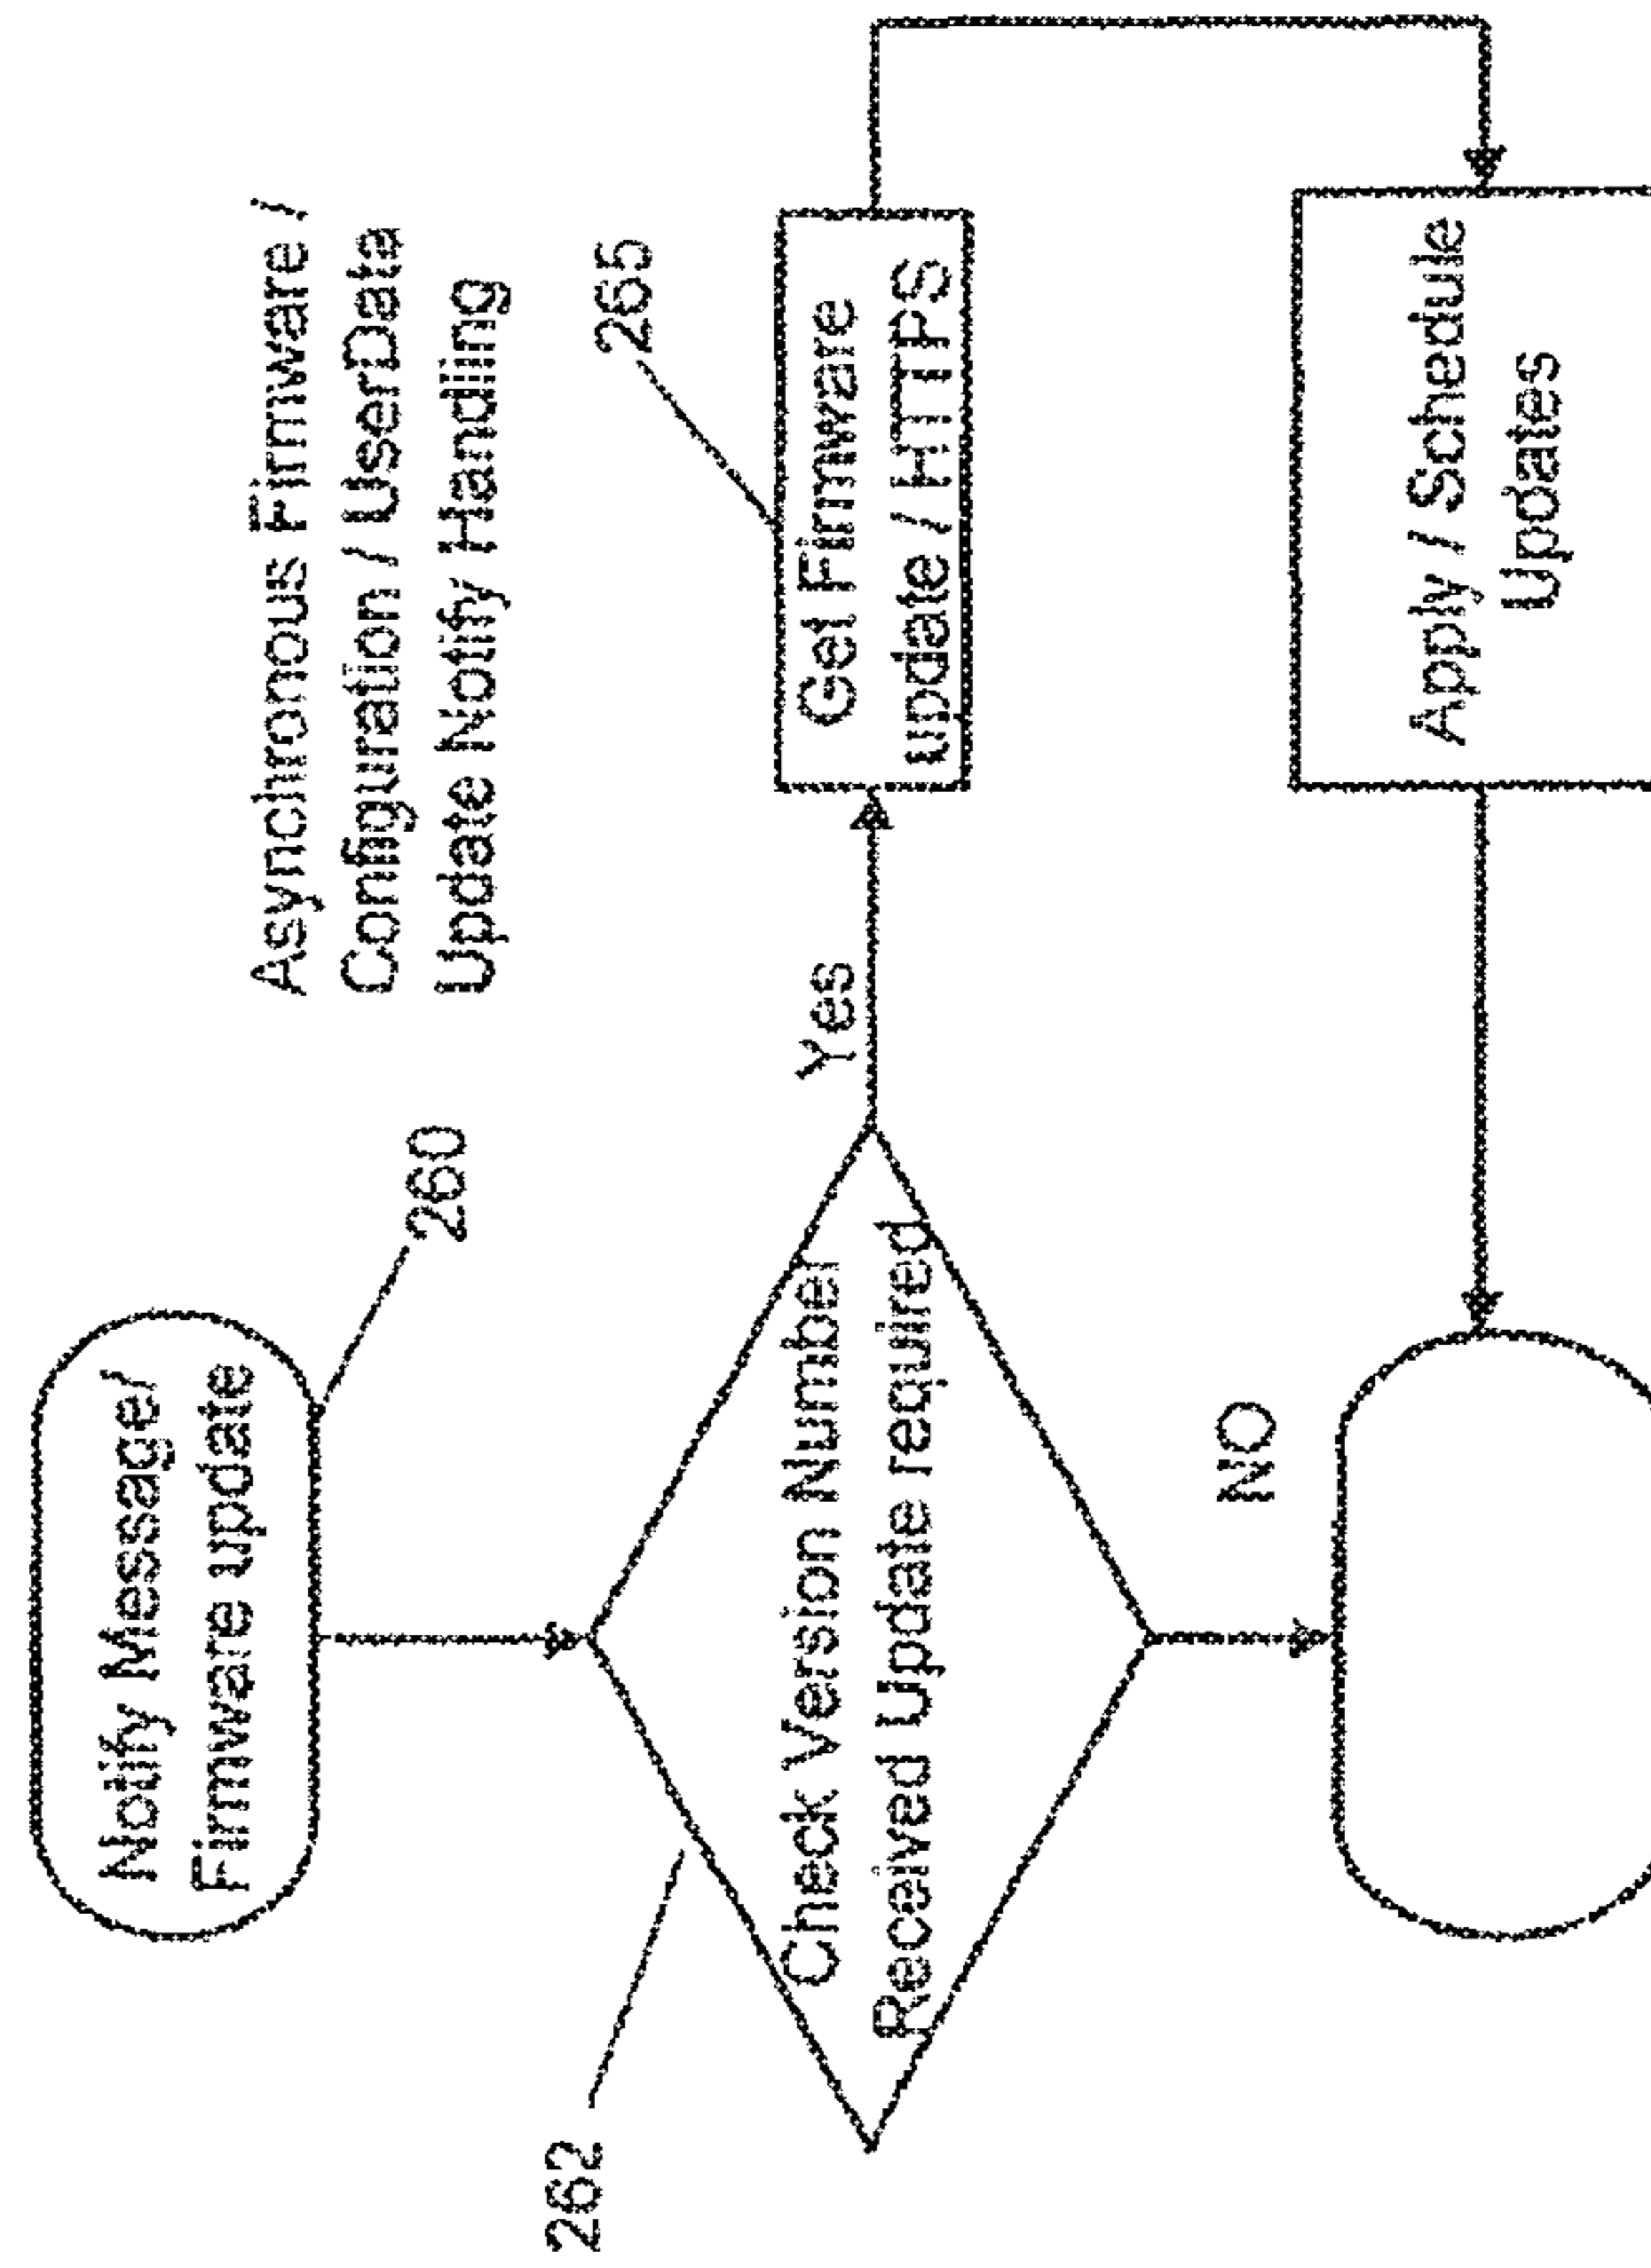 Asynchronous Firmware /
Configuration / UserData
Update Notify Handling
Notify Message/
Firmware update
260
262
Check Version Number
Received Update required
Yes
265
Get Firmware
update / HTTPS
NO
Apply / Schedule
Updates